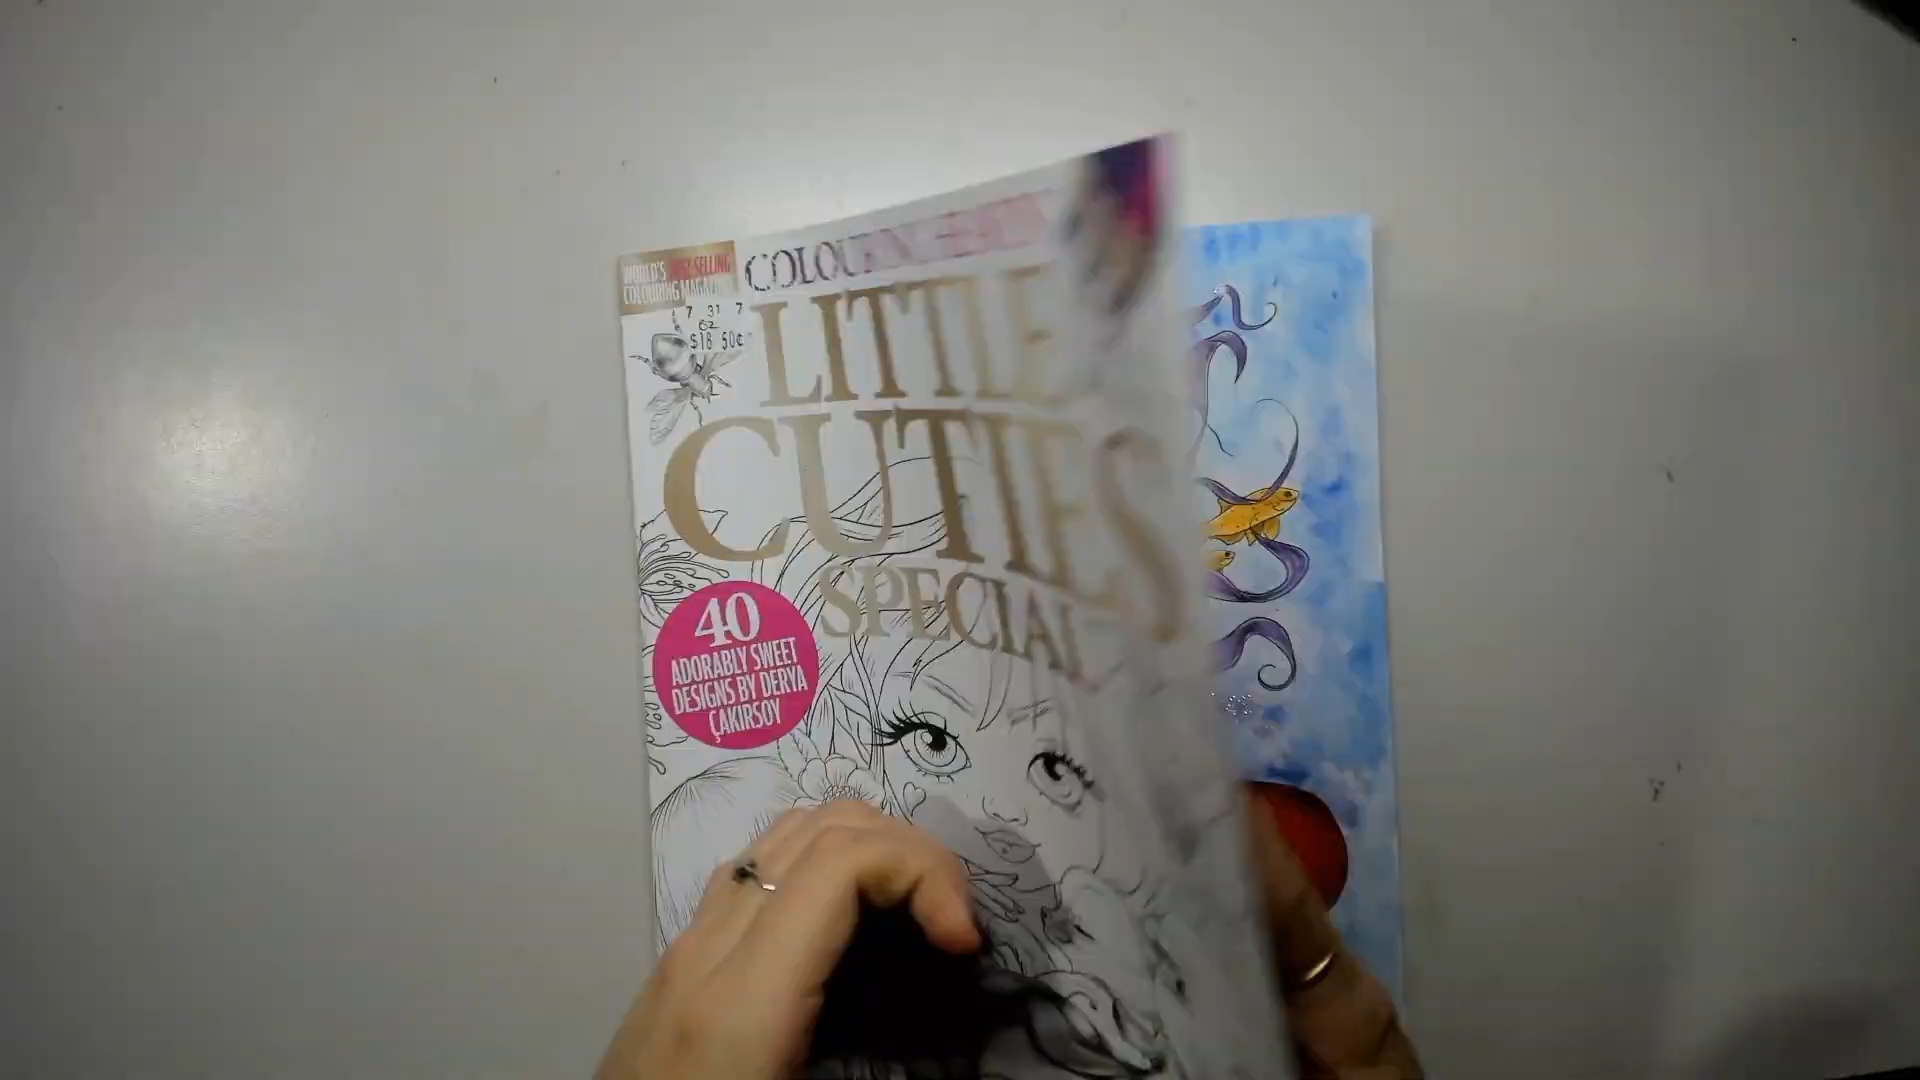 WORLD'S BEST-SELLING
COLOURING MAGAZINE
7 31 7
62
$18 50¢
LITTLE
CUTIES
SPECIAL
40
ADORABLY SWEET
DESIGNS BY DERYA
ÇAKIRSOY